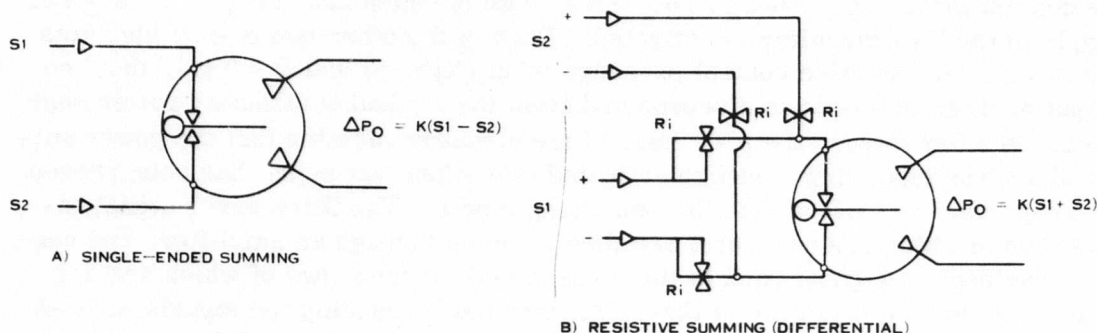 S1
ΔPO = K(S1 − S2)
S2
A) SINGLE−ENDED SUMMING
+
S2
−
Ri
Ri
Ri
+
S1
−
Ri
ΔPO = K(S1 + S2)
B) RESISTIVE SUMMING (DIFFERENTIAL)